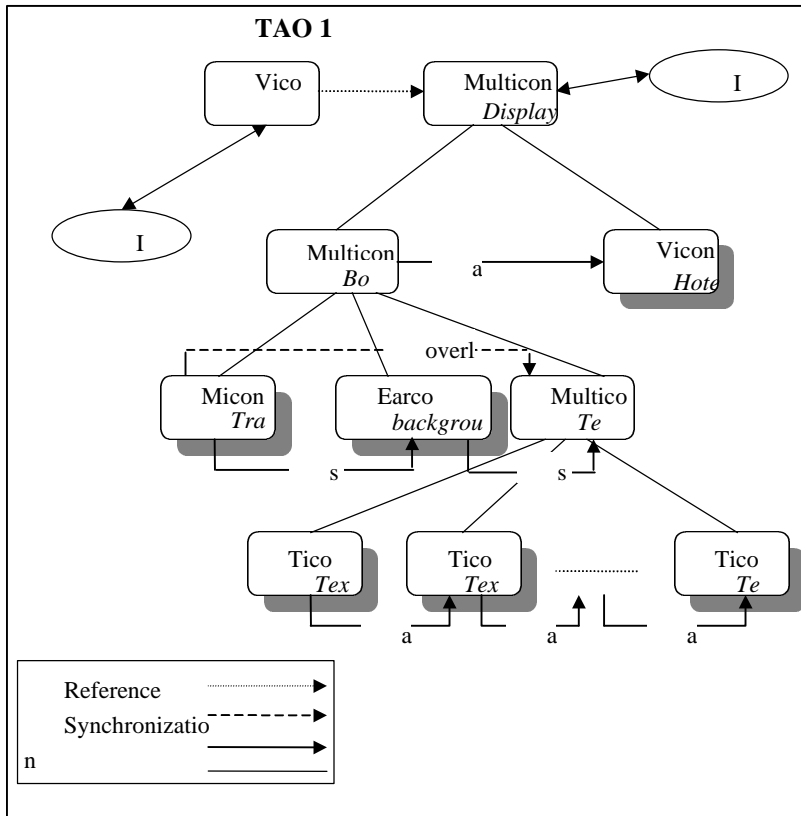 TAO 1
Vico
Multicon
Display
I
I
Multicon
Bo
a
Vicon
Hote
overl
Micon
Tra
Earco
backgrou
Multico
Te
s
s
Tico
Tex
Tico
Tex
Tico
Te
a
a
a
Reference
Synchronizatio
n